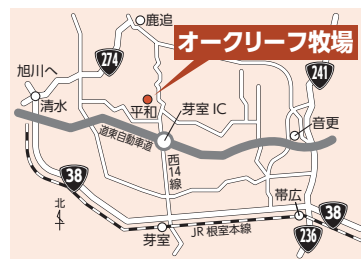 鹿追
オークリーフ牧場
274
241
旭川へ
清水
平和
芽室 IC
音更
道東自動車道
西14線
38
北
帯広
38
芽室
JR 根室本線
236